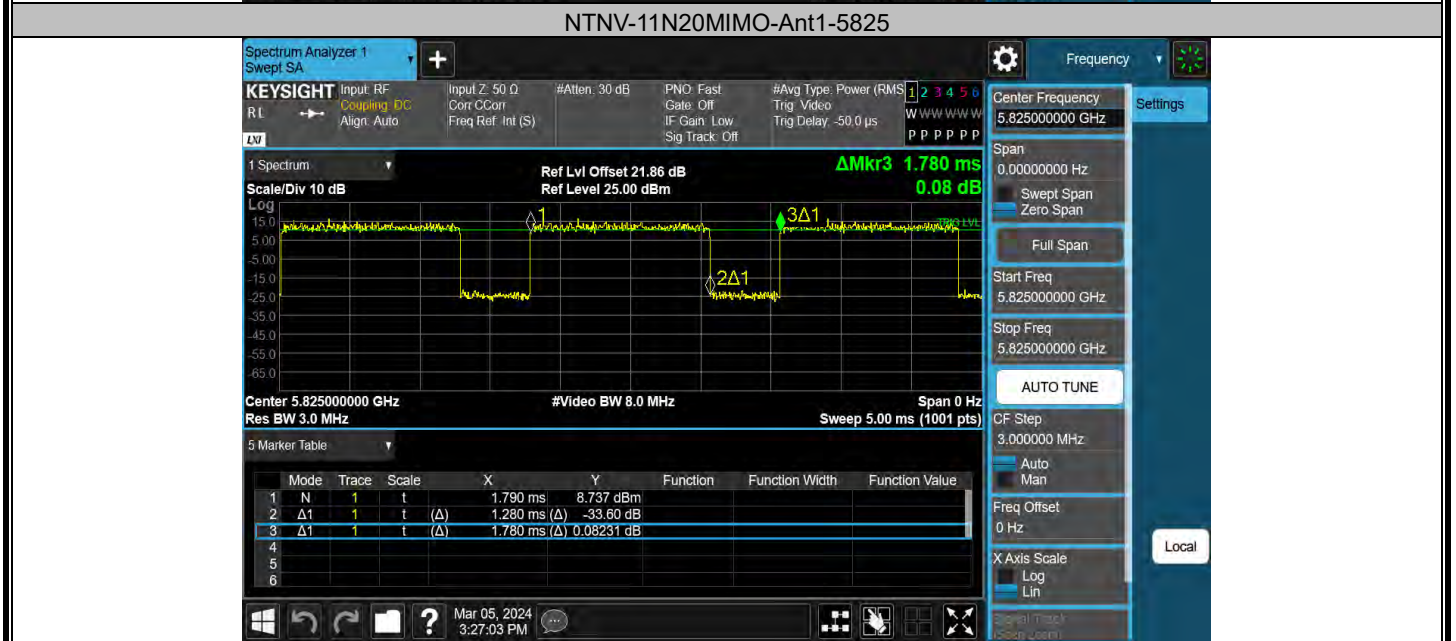 NTNV-11N20MIMO-Ant1-5825
Spectrum Analyzer 1
Swept SA
+
Frequency
KEYSIGHT
RL
LXI
Input: RF
Coupling: DC
Align: Auto
Input Z: 50 Ω
Corr CCorr
Freq Ref: Int (S)
#Atten: 30 dB
PNO: Fast
Gate: Off
IF Gain: Low
Sig Track: Off
#Avg Type: Power (RMS
Trig: Video
Trig Delay: -50.0 µs
1 2 3 4 5 6
W W W W W W
P P P P P P
1 Spectrum
Scale/Div 10 dB
Log
Ref Lvl Offset 21.86 dB
Ref Level 25.00 dBm
ΔMkr3 1.780 ms
0.08 dB
15.0
5.00
-5.00
-15.0
-25.0
-35.0
-45.0
-55.0
-65.0
1
2Δ1
3Δ1
TRIG LVL
Center 5.825000000 GHz
Res BW 3.0 MHz
#Video BW 8.0 MHz
Span 0 Hz
Sweep 5.00 ms (1001 pts)
5 Marker Table
Mode Trace Scale X Y Function Function Width Function Value
1 N 1 t 1.790 ms 8.737 dBm
2 Δ1 1 t (Δ) 1.280 ms (Δ) -33.60 dB
3 Δ1 1 t (Δ) 1.780 ms (Δ) 0.08231 dB
4
5
6
?
Mar 05, 2024
3:27:03 PM
Center Frequency
5.825000000 GHz
Settings
Span
0.00000000 Hz
Swept Span
Zero Span
Full Span
Start Freq
5.825000000 GHz
Stop Freq
5.825000000 GHz
AUTO TUNE
CF Step
3.000000 MHz
Auto
Man
Freq Offset
0 Hz
X Axis Scale
Log
Lin
Signal Track
(Span Zoom)
Local